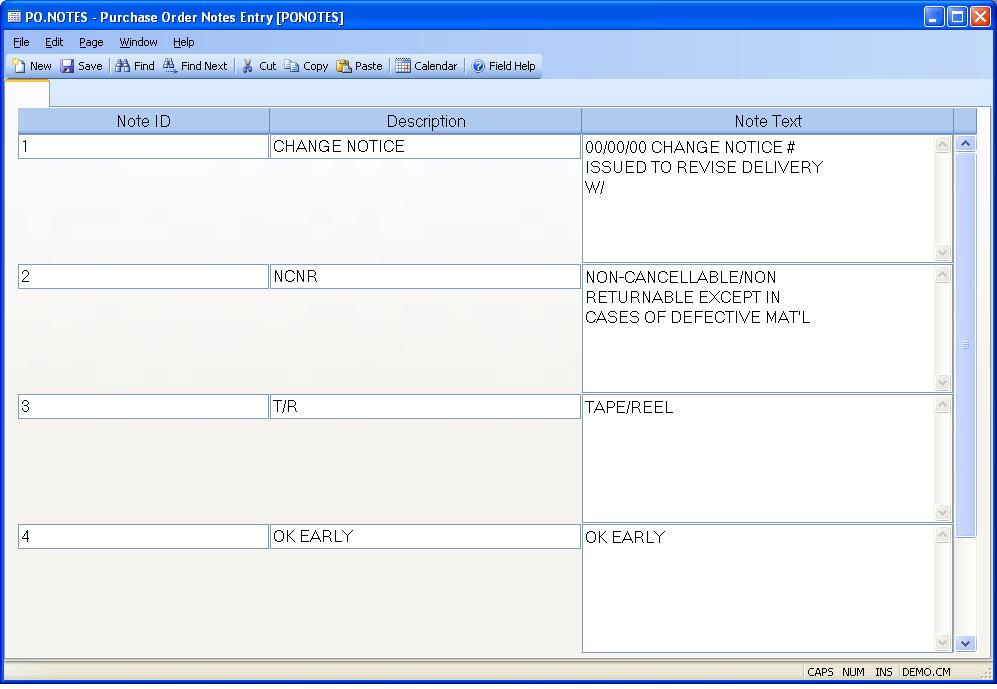 PO.NOTES - Purchase Order Notes Entry [PONOTES]
File Edit Page Window Help
New Save Find Find Next Cut Copy Paste Calendar Field Help
Note ID Description Note Text
1 CHANGE NOTICE 00/00/00 CHANGE NOTICE #
ISSUED TO REVISE DELIVERY
W/
2 NCNR NON-CANCELLABLE/NON
RETURNABLE EXCEPT IN
CASES OF DEFECTIVE MAT'L
3 T/R TAPE/REEL
4 OK EARLY OK EARLY
CAPS NUM INS DEMO.CM